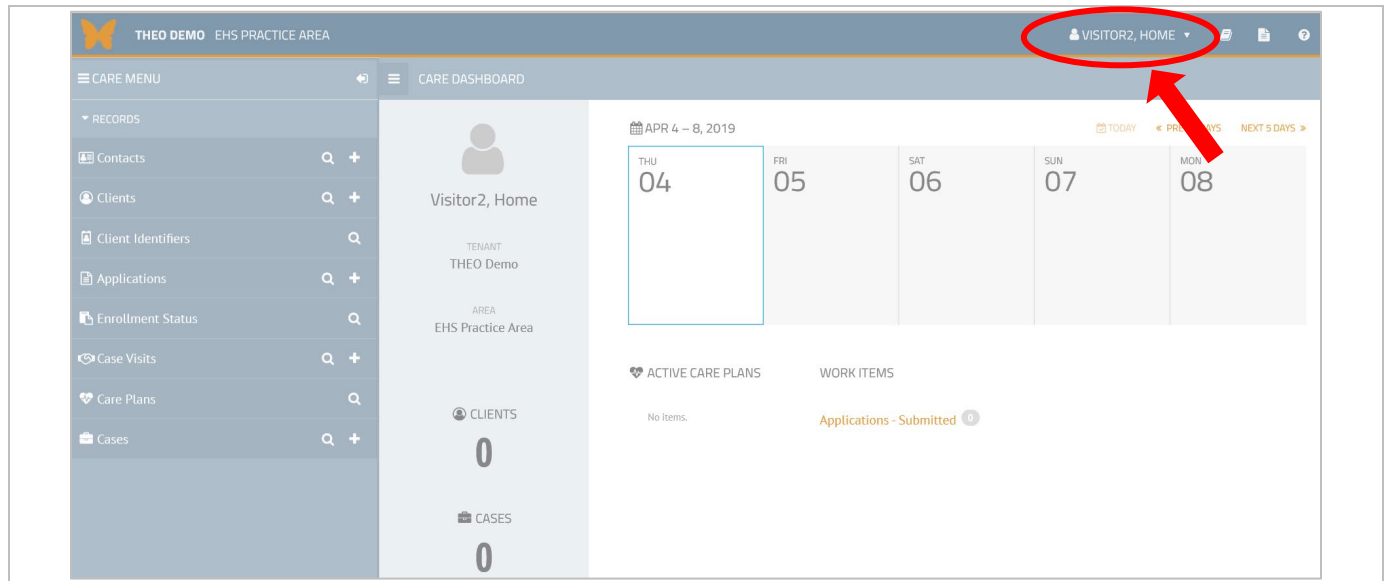 THEO DEMO EHS PRACTICE AREA
VISITOR2, HOME
CARE MENU
CARE DASHBOARD
RECORDS
Contacts
Clients
Client Identifiers
Applications
Enrollment Status
Case Visits
Care Plans
Cases
Visitor2, Home
TENANT
THEO Demo
AREA
EHS Practice Area
CLIENTS
0
CASES
0
APR 4 – 8, 2019
TODAY
« PREV 5 DAYS
NEXT 5 DAYS »
THU
04
FRI
05
SAT
06
SUN
07
MON
08
ACTIVE CARE PLANS
No Items.
WORK ITEMS
Applications - Submitted 0